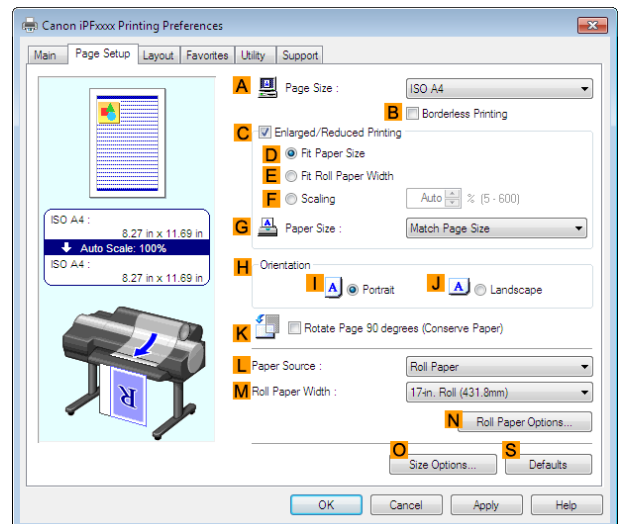 Canon iPFxxxx Printing Preferences
Main Page Setup Layout Favorites Utility Support
A Page Size : ISO A4
B Borderless Printing
C Enlarged/Reduced Printing
D Fit Paper Size
E Fit Roll Paper Width
F Scaling Auto % (5 - 600)
ISO A4 :
8.27 in x 11.69 in
Auto Scale: 100%
ISO A4 :
8.27 in x 11.69 in
G Paper Size : Match Page Size
H Orientation
I A Portrait J A Landscape
K Rotate Page 90 degrees (Conserve Paper)
L Paper Source : Roll Paper
M Roll Paper Width : 17-in. Roll (431.8mm)
R
N Roll Paper Options...
O Size Options... S Defaults
OK Cancel Apply Help